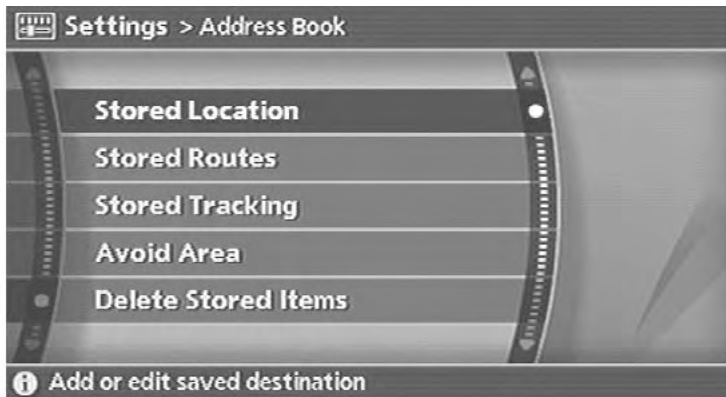 Settings > Address Book
Stored Location
Stored Routes
Stored Tracking
Avoid Area
Delete Stored Items
Add or edit saved destination